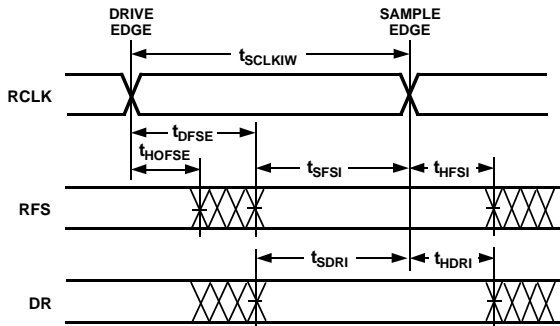 DRIVE EDGE
SAMPLE EDGE
tSCLKIW
RCLK
tDFSE
tHOFSE
tSFSI
tHFSI
RFS
tSDRI
tHDRI
DR